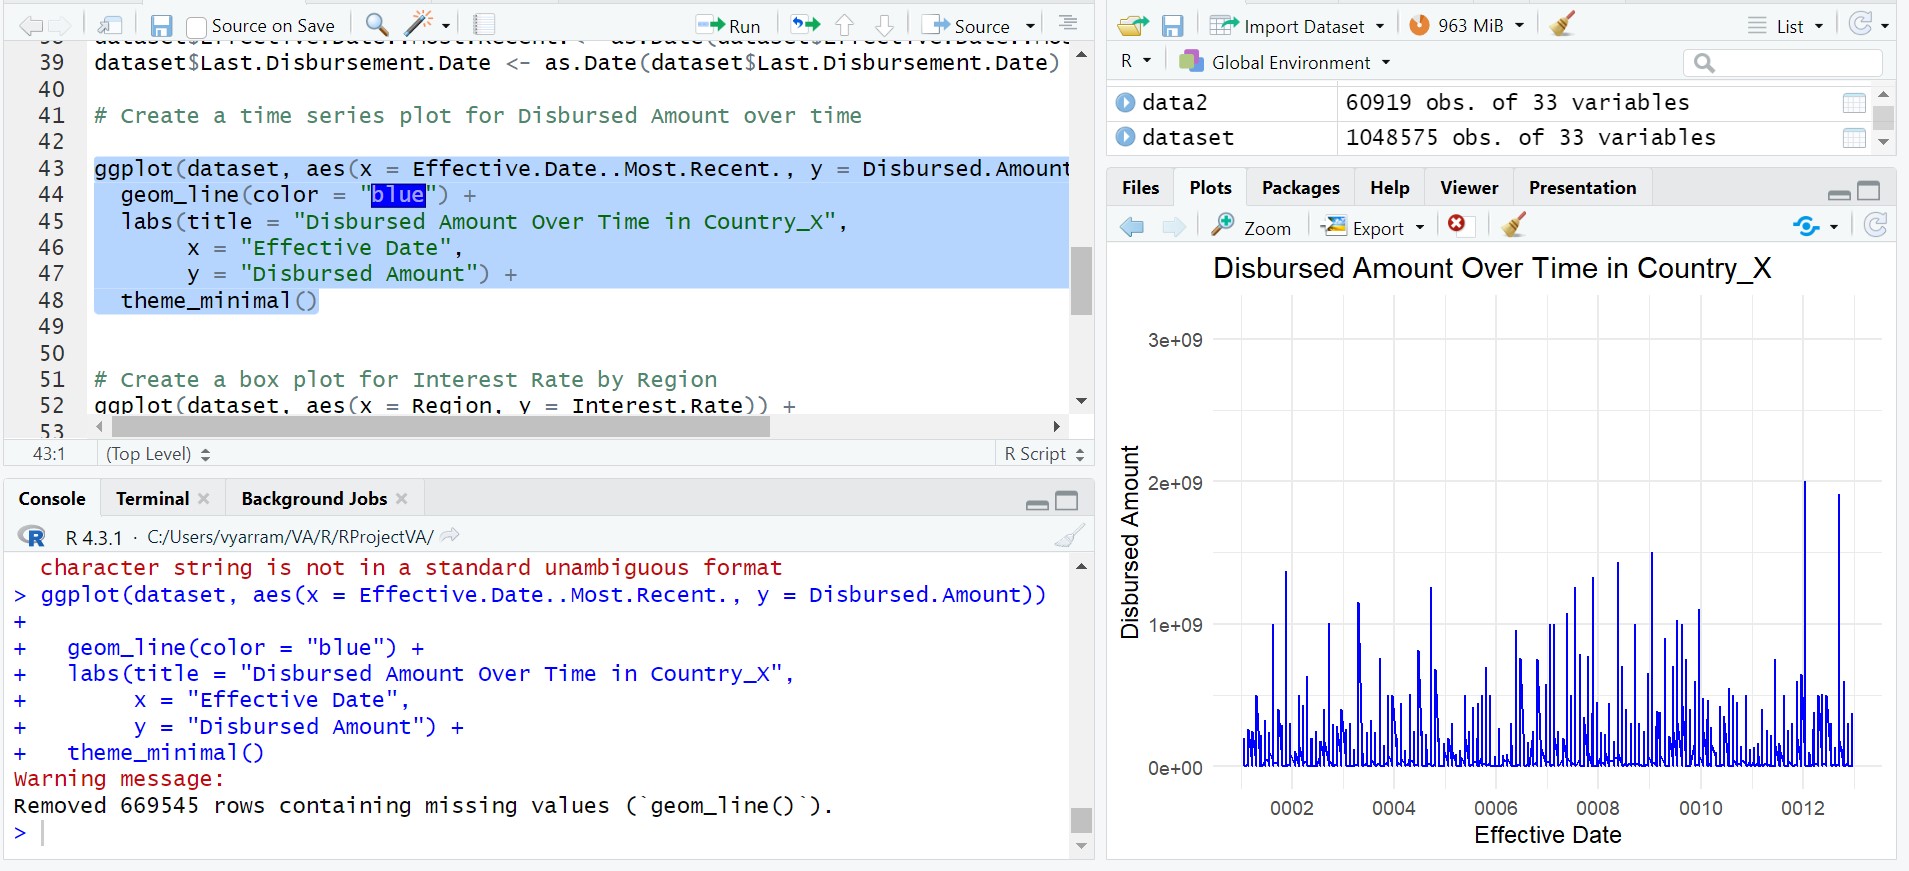 Source on Save
Run
Source
39 dataset$Last.Disbursement.Date <- as.Date(dataset$Last.Disbursement.Date)
40
41 # Create a time series plot for Disbursed Amount over time
42
43 ggplot(dataset, aes(x = Effective.Date..Most.Recent., y = Disbursed.Amount
44 geom_line(color = "blue") +
45 labs(title = "Disbursed Amount Over Time in Country_X",
46 x = "Effective Date",
47 y = "Disbursed Amount") +
48 theme_minimal()
49
50
51 # Create a box plot for Interest Rate by Region
52 ggplot(dataset, aes(x = Region, y = Interest.Rate)) +
53
43:1 (Top Level) R Script
Console Terminal Background Jobs
R 4.3.1 · C:/Users/vyarram/VA/R/RProjectVA/
character string is not in a standard unambiguous format
> ggplot(dataset, aes(x = Effective.Date..Most.Recent., y = Disbursed.Amount))
+
+ geom_line(color = "blue") +
+ labs(title = "Disbursed Amount Over Time in Country_X",
+ x = "Effective Date",
+ y = "Disbursed Amount") +
+ theme_minimal()
Warning message:
Removed 669545 rows containing missing values (`geom_line()`).
>
Import Dataset 963 MiB List
R Global Environment
data2 60919 obs. of 33 variables
dataset 1048575 obs. of 33 variables
Files Plots Packages Help Viewer Presentation
Zoom Export
Disbursed Amount Over Time in Country_X
3e+09
2e+09
1e+09
0e+00
Disbursed Amount
0002 0004 0006 0008 0010 0012
Effective Date